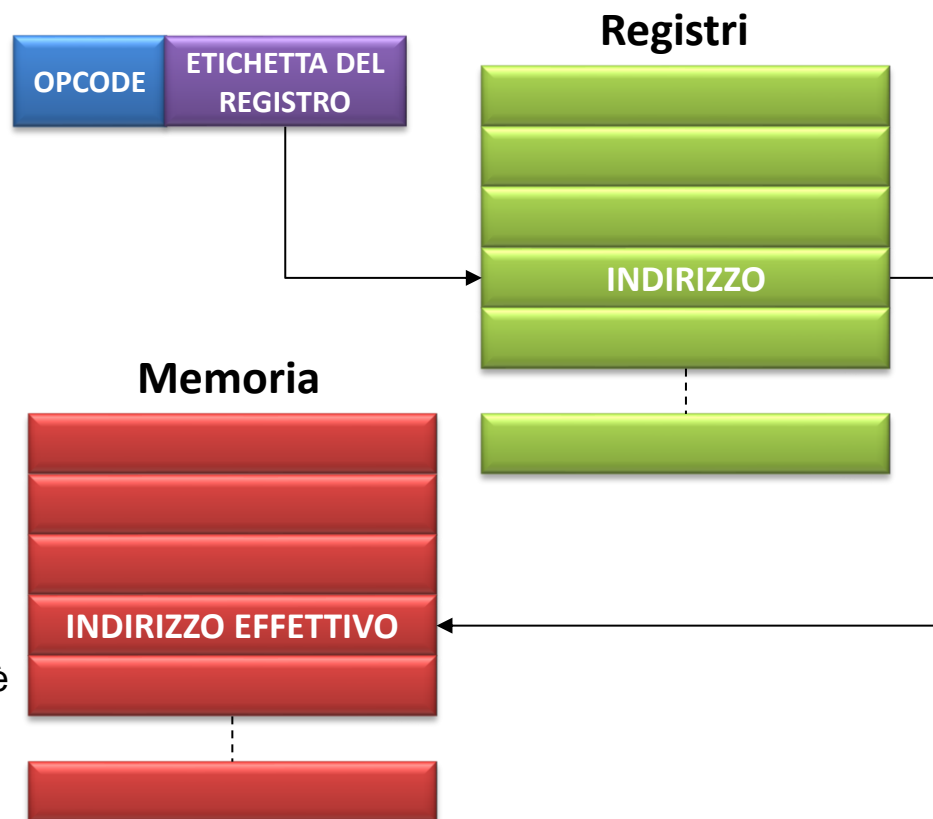 Registri
OPCODE
ETICHETTA DEL
REGISTRO
INDIRIZZO
Memoria
INDIRIZZO EFFETTIVO
è